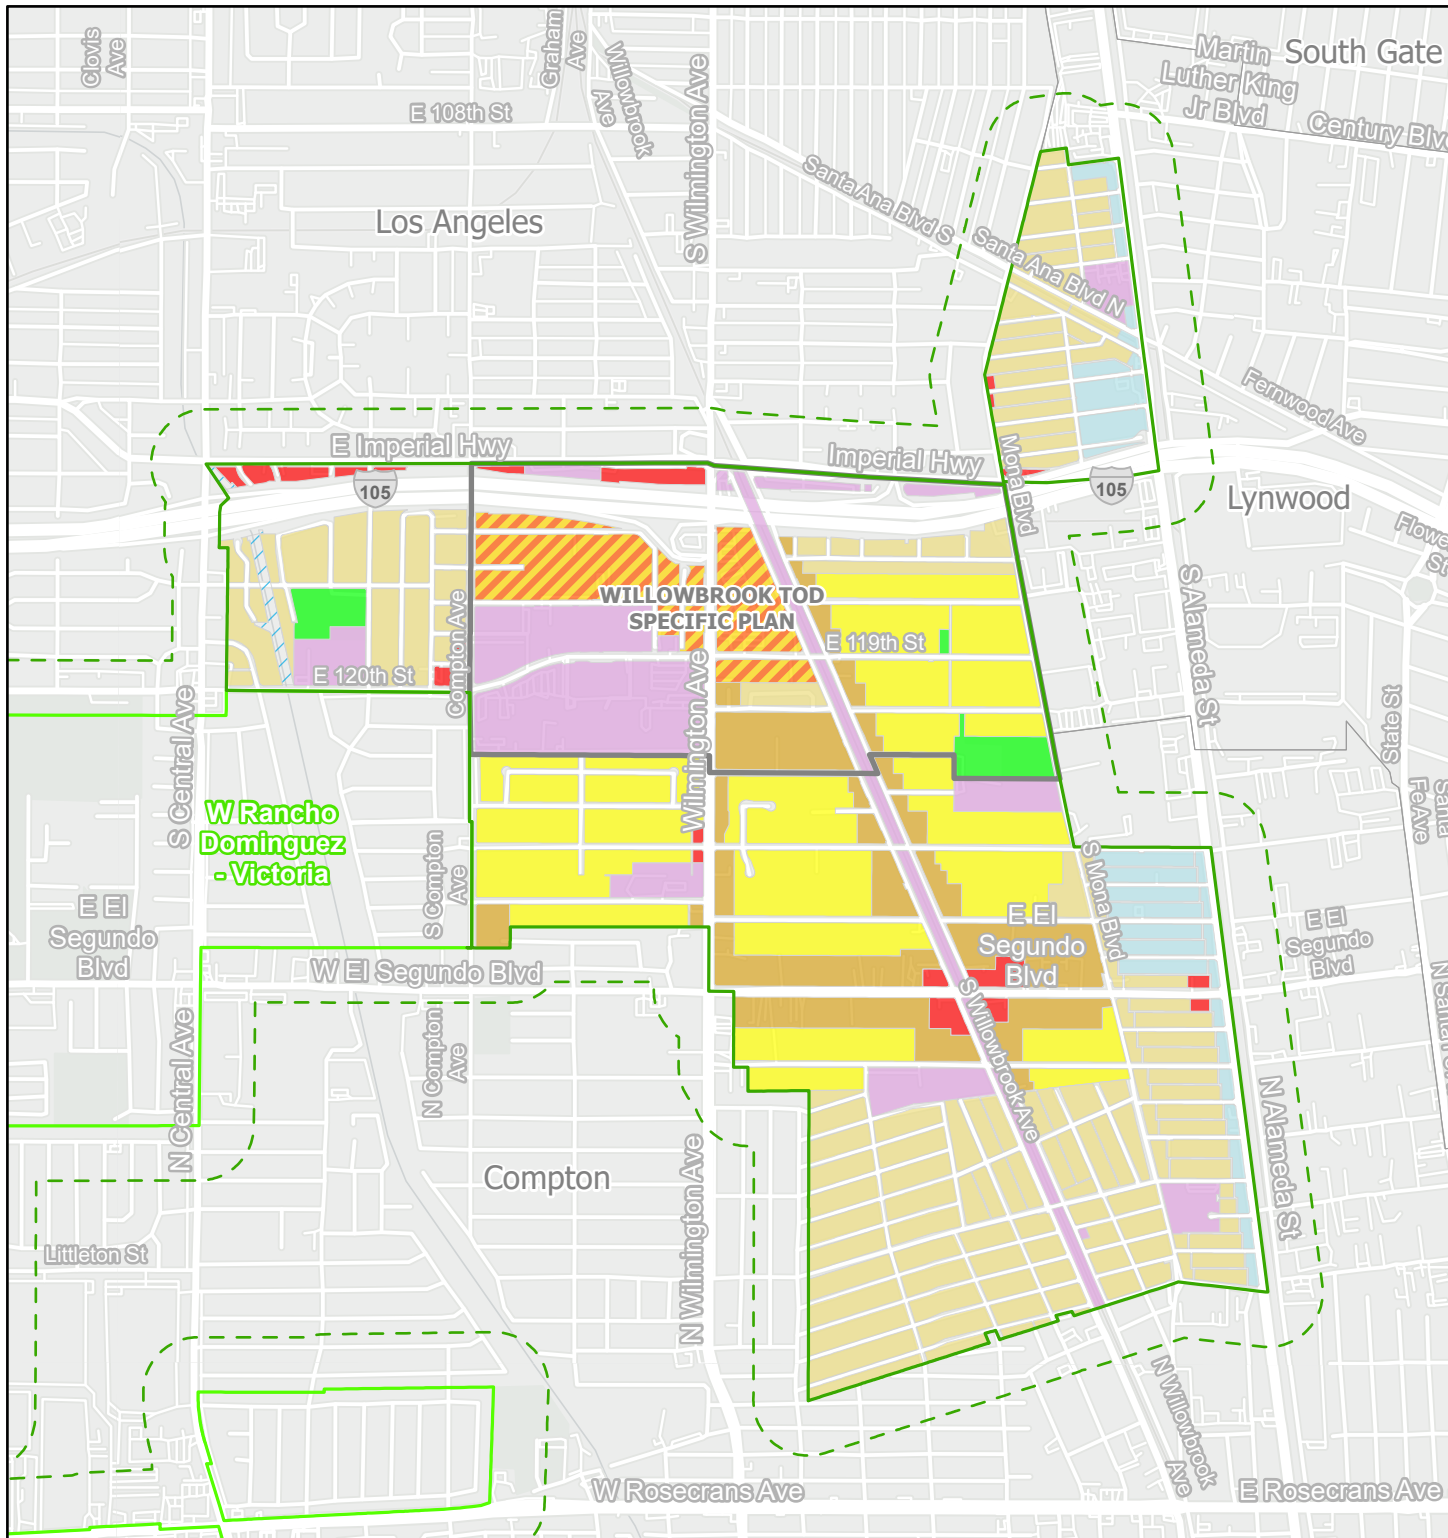 Clovis
Ave
Graham
Ave
Willowbrook
Ave
S Wilmington Ave
Martin
Luther King
Jr Blvd
South Gate
Century Blv
E 108th St
Los Angeles
Santa Ana Blvd S
Santa Ana Blvd N
Fernwood Ave
E Imperial Hwy
Imperial Hwy
Mona Blvd
105
105
Lynwood
Flowe
St
WILLOWBROOK TOD
SPECIFIC PLAN
E 119th St
E 120th St
Compton Ave
Wilmington Ave
S Alameda St
State St
Santa
Fe Ave
S Central Ave
W Rancho
Dominguez
- Victoria
S Compton
Ave
S Mona Blvd
E El
Segundo
Blvd
E El
Segundo
Blvd
E El
Segundo
Blvd
W El Segundo Blvd
S Willowbrook Ave
N Central Ave
N Compton
Ave
N Alameda St
Compton
N Wilmington Ave
Littleton St
N Willowbrook
Ave
W Rosecrans Ave
E Rosecrans Ave